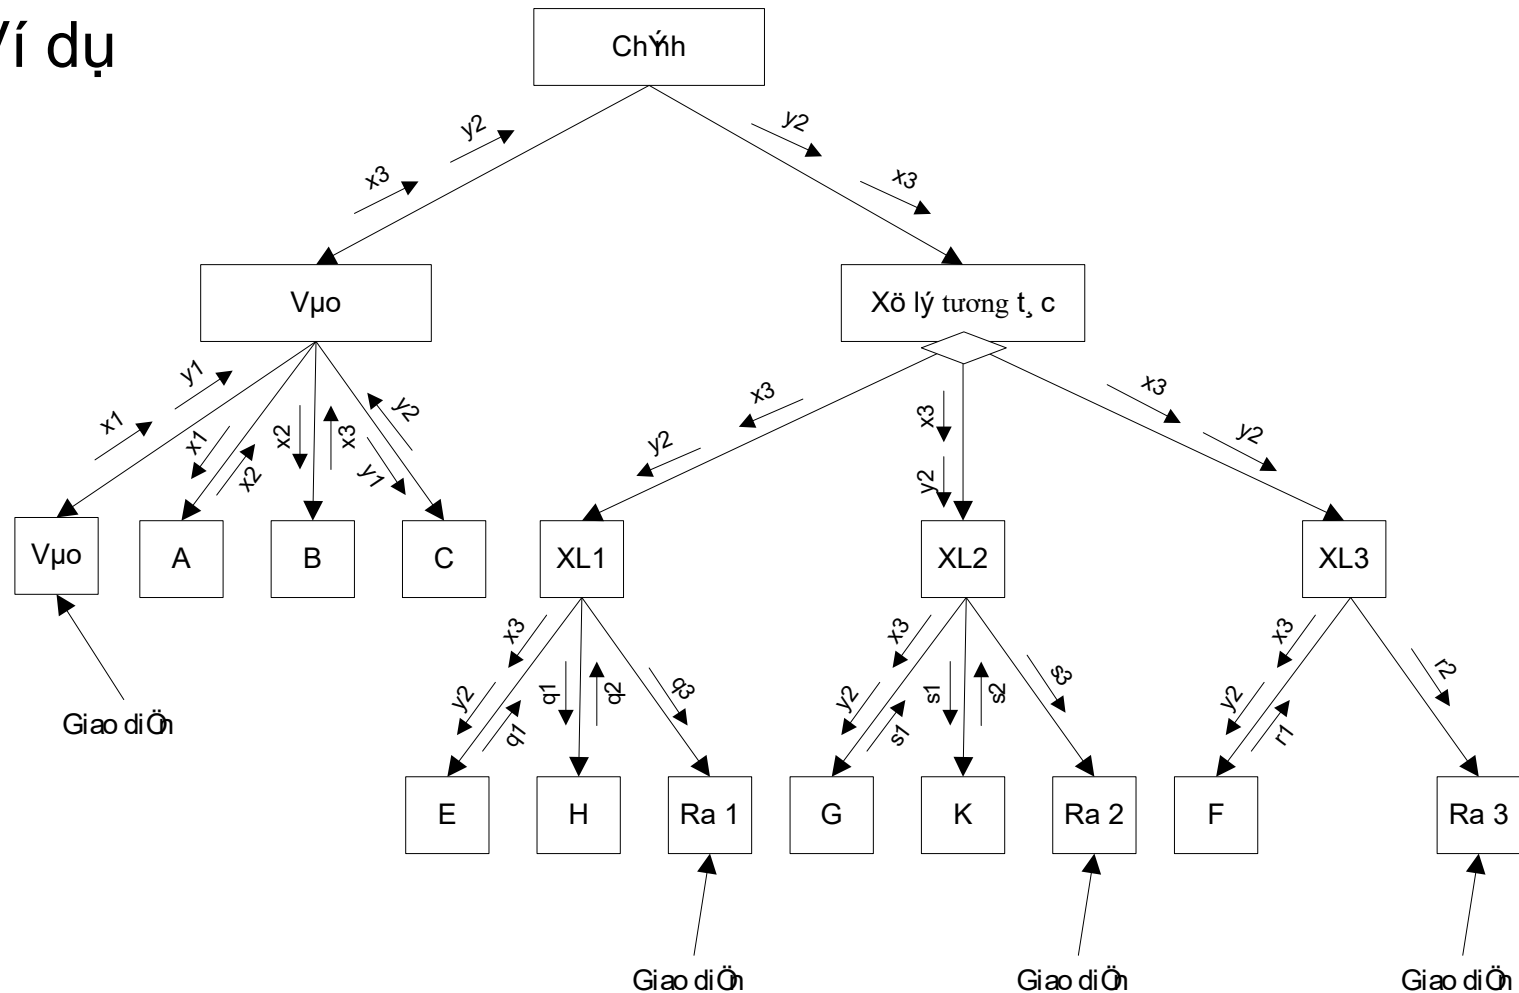 Ví dụ
ChÝnh
y2
y2
x3
x3
Vµo
Xö lý tương t¸c
y1
x1
x1
x2
x2
x3
y1
y2
x3
y2
x3
y2
x3
y2
Vµo
A
B
C
XL1
XL2
XL3
x3
y2
q1
q1
q2
q3
x3
y2
s1
s1
s2
s3
x3
y2
r1
r2
Giao diÖn
E
H
Ra 1
G
K
Ra 2
F
Ra 3
Giao diÖn
Giao diÖn
Giao diÖn